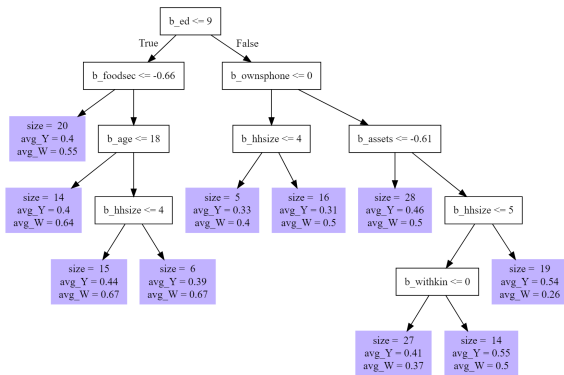 b_ed <= 9
True
False
b_foodsec <= -0.66
b_ownsphone <= 0
size = 20
avg_Y = 0.4
avg_W = 0.55
b_age <= 18
b_hhsize <= 4
b_assets <= -0.61
size = 14
avg_Y = 0.4
avg_W = 0.64
b_hhsize <= 4
size = 5
avg_Y = 0.33
avg_W = 0.4
size = 16
avg_Y = 0.31
avg_W = 0.5
size = 28
avg_Y = 0.46
avg_W = 0.5
b_hhsize <= 5
size = 15
avg_Y = 0.44
avg_W = 0.67
size = 6
avg_Y = 0.39
avg_W = 0.67
b_withkin <= 0
size = 19
avg_Y = 0.54
avg_W = 0.26
size = 27
avg_Y = 0.41
avg_W = 0.37
size = 14
avg_Y = 0.55
avg_W = 0.5